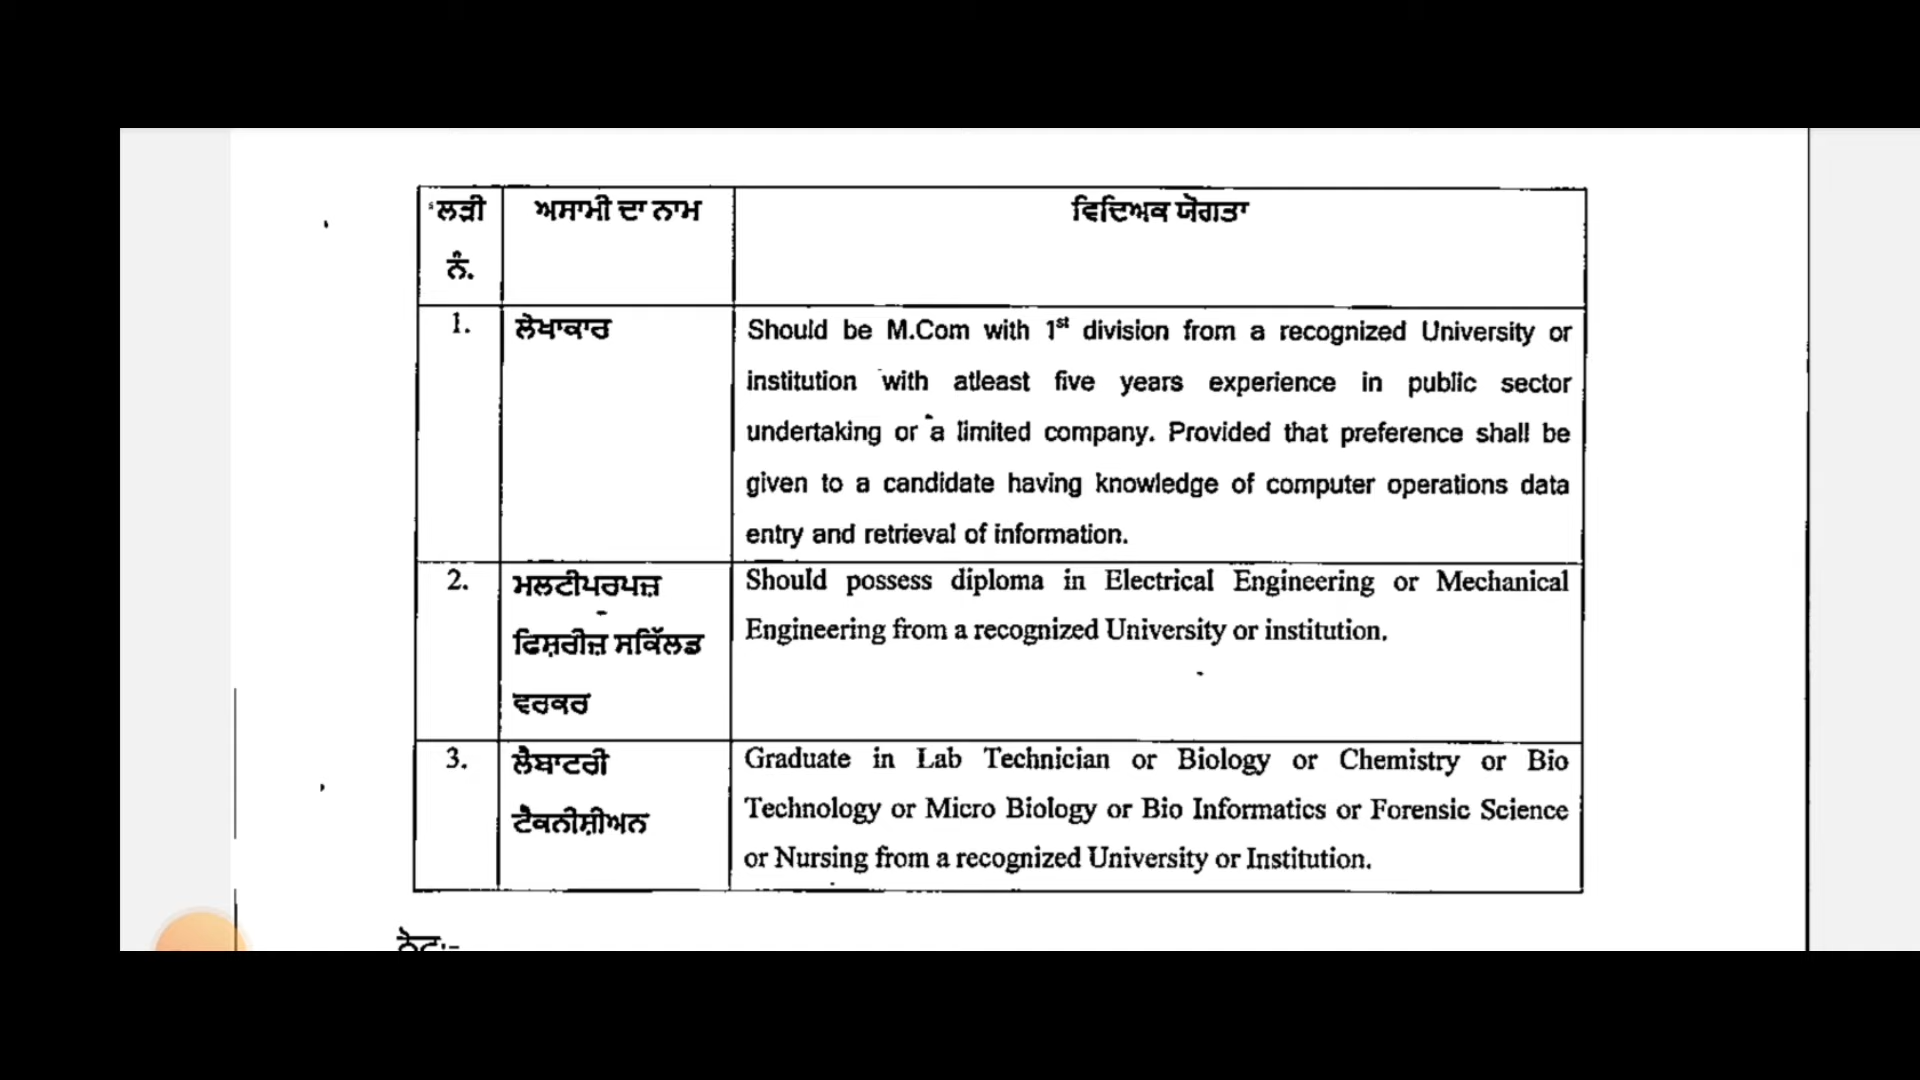 ਲੜੀ ਅਸਾਮੀ ਦਾ ਨਾਮ ਵਿਦਿਅਕ ਯੋਗਤਾ
ਨੰ.
1. ਲੇਖਾਕਾਰ Should be M.Com with 1st division from a recognized University or
institution with atleast five years experience in public sector
undertaking or a limited company. Provided that preference shall be
given to a candidate having knowledge of computer operations data
entry and retrieval of information.
2. ਮਲਟੀਪਰਪਜ਼ Should possess diploma in Electrical Engineering or Mechanical
ਫਿਸ਼ਰੀਜ਼ ਸਕਿੱਲਡ Engineering from a recognized University or institution.
ਵਰਕਰ
3. ਲੈਬਾਟਰੀ Graduate in Lab Technician or Biology or Chemistry or Bio
ਟੈਕਨੀਸ਼ੀਅਨ Technology or Micro Biology or Bio Informatics or Forensic Science
or Nursing from a recognized University or Institution.
ਨੋਟ:-